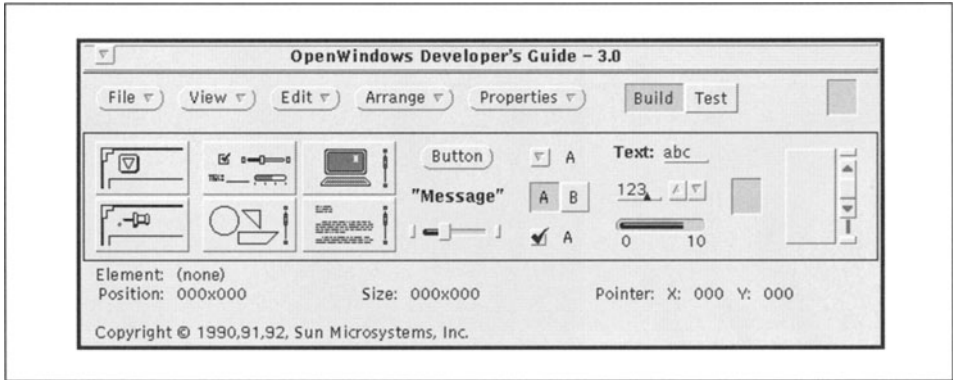 OpenWindows Developer's Guide – 3.0
File View Edit Arrange Properties Build Test
Button A Text: abc
"Message" A B 123
A 0 10
Element: (none)
Position: 000x000 Size: 000x000 Pointer: X: 000 Y: 000
Copyright © 1990,91,92, Sun Microsystems, Inc.